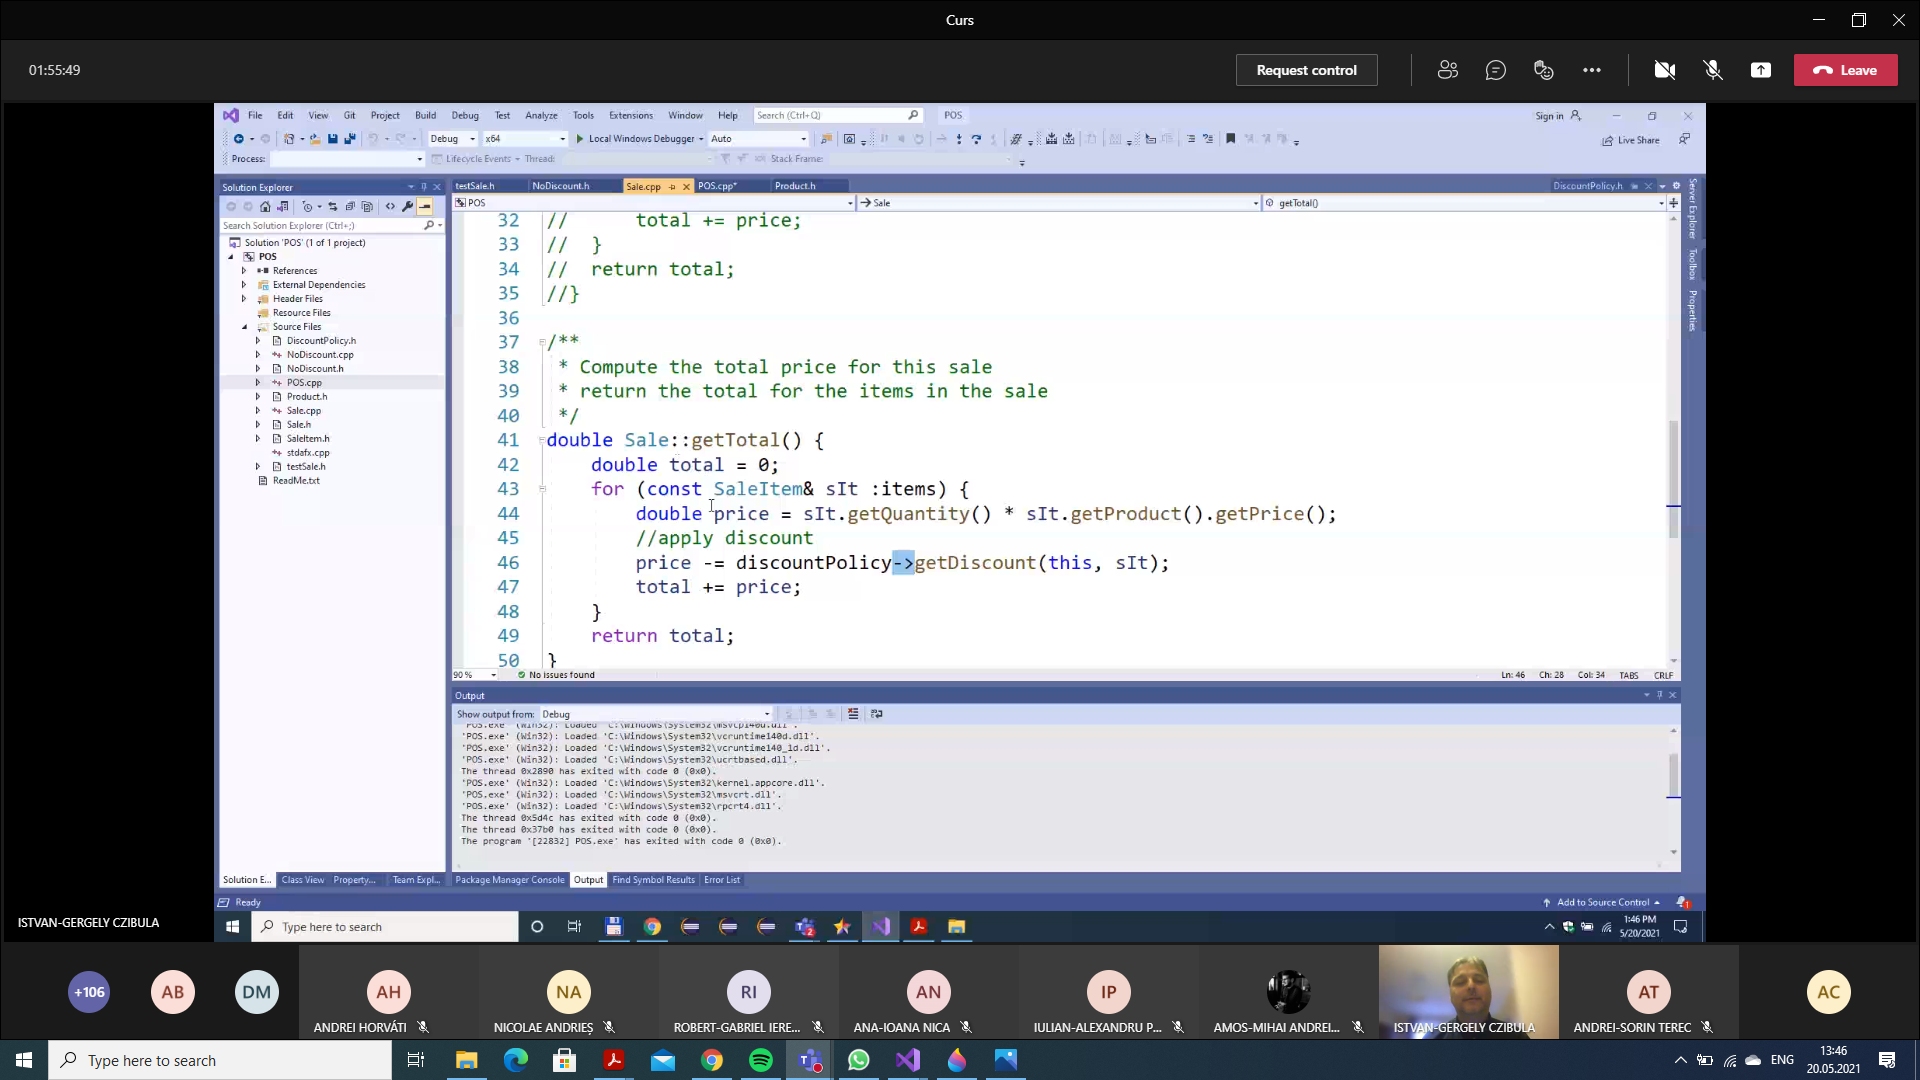 Curs
01:55:49
Request control
Leave
File Edit View Git Project Build Debug Test Analyze Tools Extensions Window Help Search (Ctrl+Q) POS Sign in
Debug x64 Local Windows Debugger Auto Live Share
Process: Lifecycle Events Thread: Stack Frame:
Solution Explorer
Search Solution Explorer (Ctrl+;)
Solution 'POS' (1 of 1 project)
POS
References
External Dependencies
Header Files
Resource Files
Source Files
DiscountPolicy.h
NoDiscount.cpp
NoDiscount.h
POS.cpp
Product.h
Sale.cpp
Sale.h
SaleItem.h
stdafx.cpp
testSale.h
ReadMe.txt
Solution E... Class View Property... Team Expl...
testSale.h NoDiscount.h Sale.cpp POS.cpp* Product.h DiscountPolicy.h
POS Sale getTotal()
32 // total += price;
33 // }
34 // return total;
35 //}
36
37 /**
38 * Compute the total price for this sale
39 * return the total for the items in the sale
40 */
41 double Sale::getTotal() {
42 double total = 0;
43 for (const SaleItem& sIt :items) {
44 double price = sIt.getQuantity() * sIt.getProduct().getPrice();
45 //apply discount
46 price -= discountPolicy->getDiscount(this, sIt);
47 total += price;
48 }
49 return total;
50 }
90 % No issues found Ln: 46 Ch: 28 Col: 34 TABS CRLF
Server Explorer
Toolbox
Properties
Output
Show output from: Debug
'POS.exe' (Win32): Loaded 'C:\Windows\System32\msvcp140d.dll'.
'POS.exe' (Win32): Loaded 'C:\Windows\System32\vcruntime140d.dll'.
'POS.exe' (Win32): Loaded 'C:\Windows\System32\vcruntime140_1d.dll'.
'POS.exe' (Win32): Loaded 'C:\Windows\System32\ucrtbased.dll'.
The thread 0x2890 has exited with code 0 (0x0).
'POS.exe' (Win32): Loaded 'C:\Windows\System32\kernel.appcore.dll'.
'POS.exe' (Win32): Loaded 'C:\Windows\System32\msvcrt.dll'.
'POS.exe' (Win32): Loaded 'C:\Windows\System32\rpcrt4.dll'.
The thread 0x5d4c has exited with code 0 (0x0).
The thread 0x37b0 has exited with code 0 (0x0).
The program '[22832] POS.exe' has exited with code 0 (0x0).
Package Manager Console Output Find Symbol Results Error List
Ready Add to Source Control 1
Type here to search 2 1:46 PM
5/20/2021
ISTVAN-GERGELY CZIBULA
+106 AB DM AH NA RI AN IP AT AC
ANDREI HORVÁTI NICOLAE ANDRIEȘ ROBERT-GABRIEL IERE... ANA-IOANA NICA IULIAN-ALEXANDRU P... AMOS-MIHAI ANDREI... ISTVAN-GERGELY CZIBULA ANDREI-SORIN TEREC
Type here to search ENG 13:46
20.05.2021